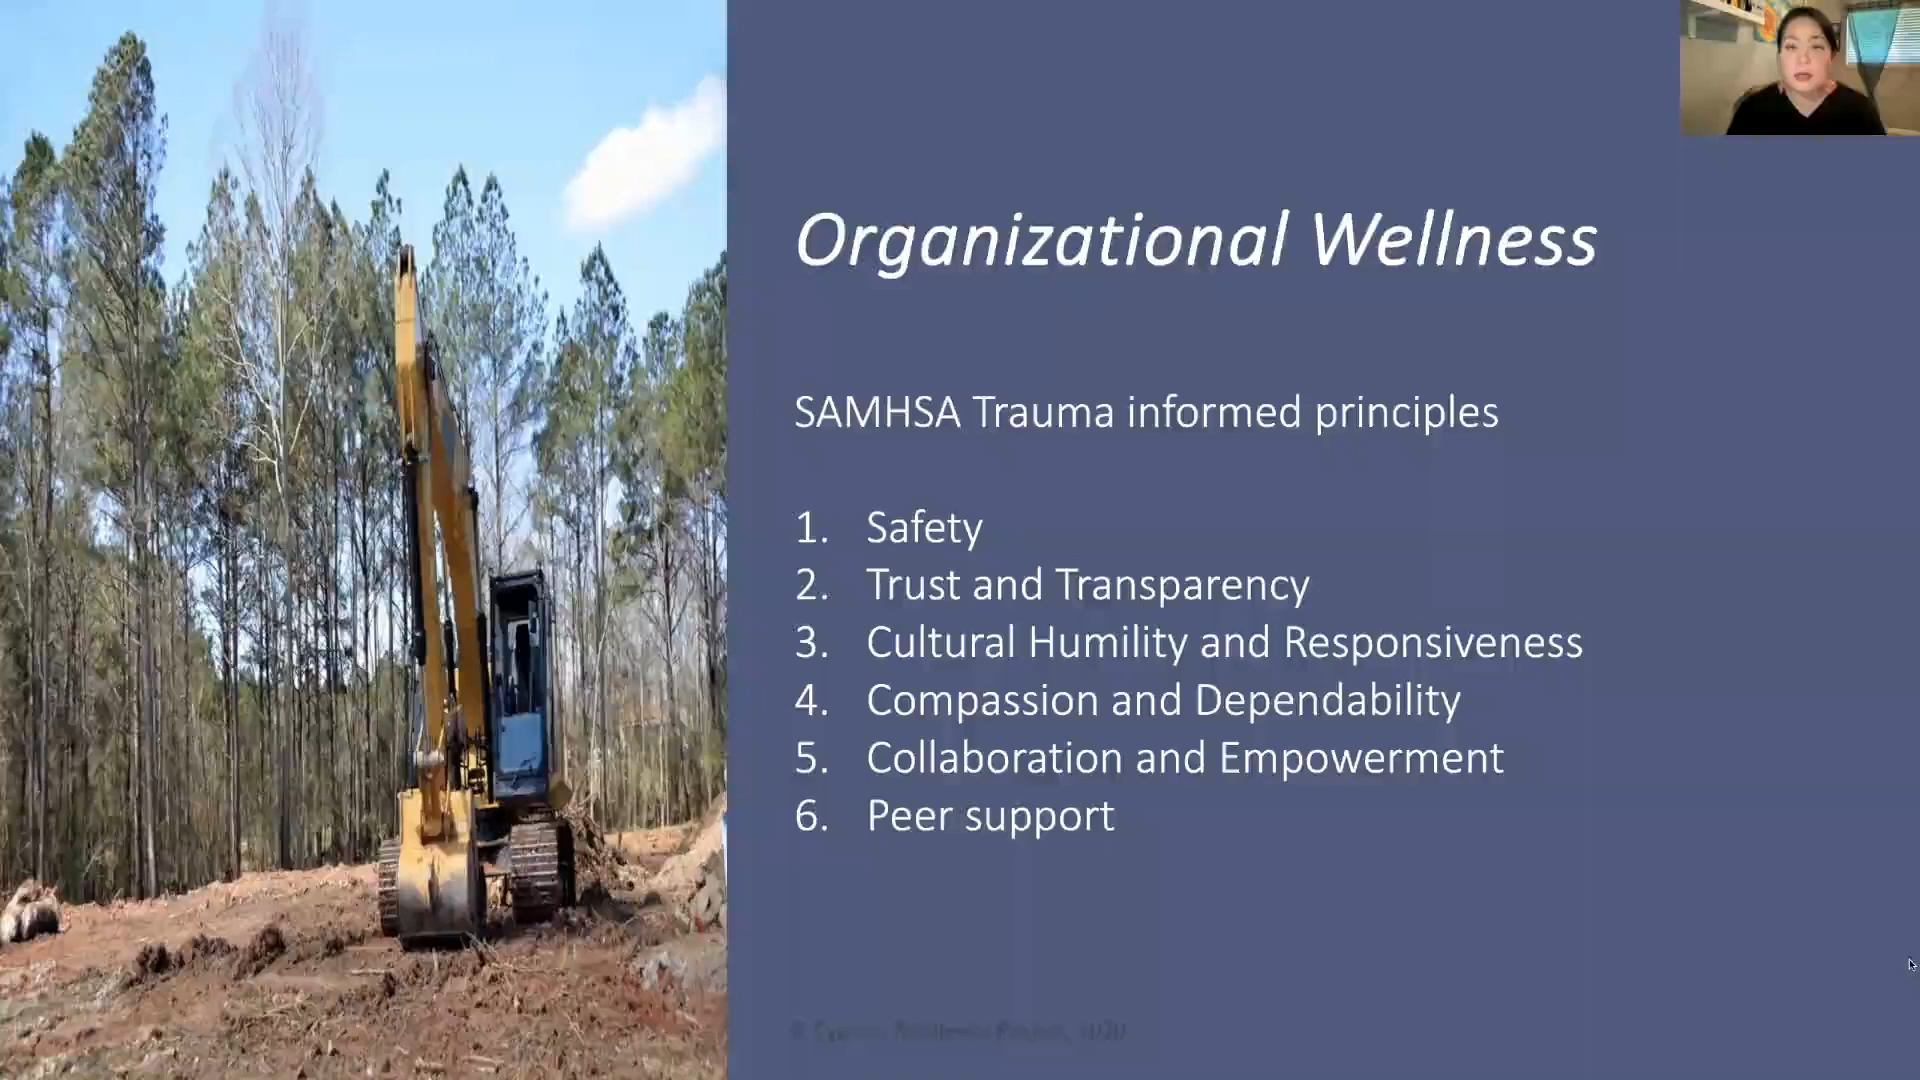 Organizational Wellness
SAMHSA Trauma informed principles
1. Safety
2. Trust and Transparency
3. Cultural Humility and Responsiveness
4. Compassion and Dependability
5. Collaboration and Empowerment
6. Peer support
2020